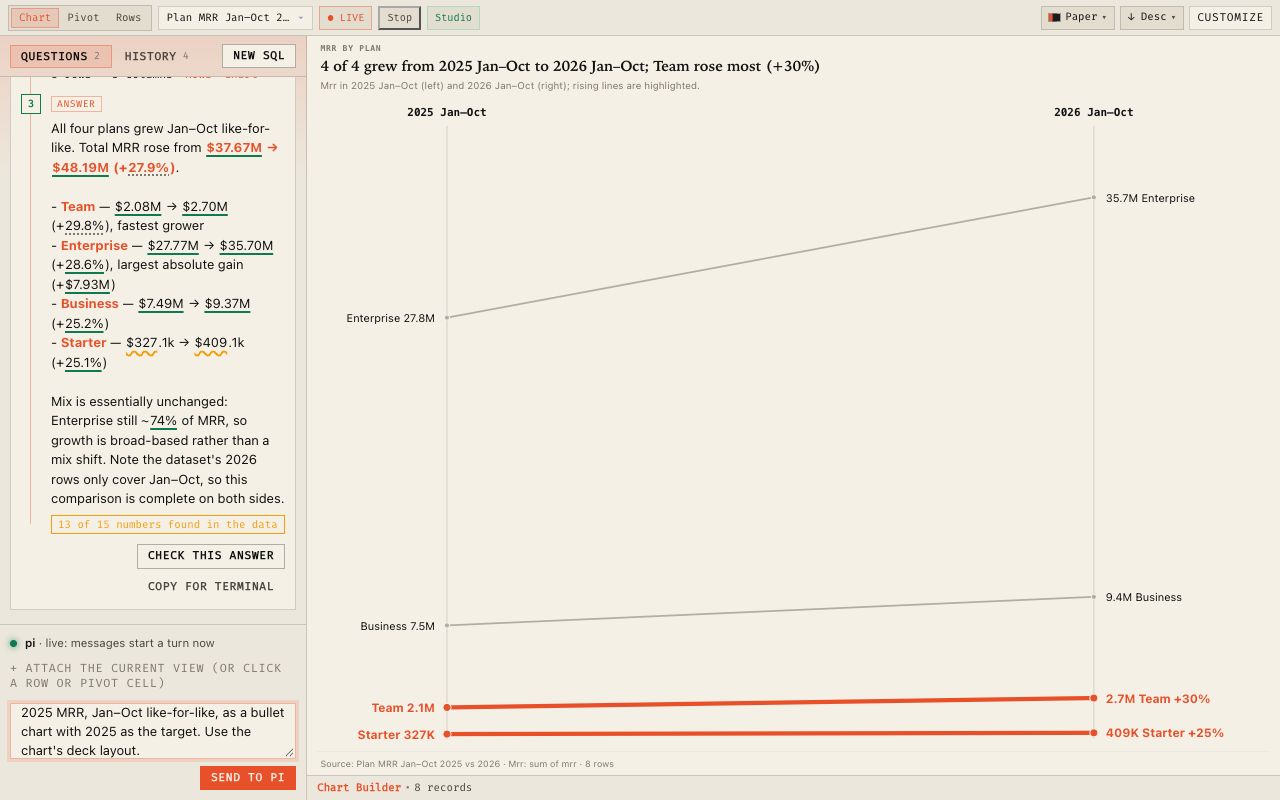 Chart Pivot Rows Plan MRR Jan–Oct 2… LIVE Stop Studio Paper Desc CUSTOMIZE
QUESTIONS 2 HISTORY 4 NEW SQL
3 ANSWER
All four plans grew Jan–Oct like-for-
like. Total MRR rose from $37.67M →
$48.19M (+27.9%).
- Team — $2.08M → $2.70M
(+29.8%), fastest grower
- Enterprise — $27.77M → $35.70M
(+28.6%), largest absolute gain
(+$7.93M)
- Business — $7.49M → $9.37M
(+25.2%)
- Starter — $327.1k → $409.1k
(+25.1%)
Mix is essentially unchanged:
Enterprise still ~74% of MRR, so
growth is broad-based rather than a
mix shift. Note the dataset's 2026
rows only cover Jan–Oct, so this
comparison is complete on both sides.
13 of 15 numbers found in the data
CHECK THIS ANSWER
COPY FOR TERMINAL
pi · live: messages start a turn now
+ ATTACH THE CURRENT VIEW (OR CLICK
A ROW OR PIVOT CELL)
2025 MRR, Jan–Oct like-for-like, as a bullet
chart with 2025 as the target. Use the
chart's deck layout.
SEND TO PI
MRR BY PLAN
4 of 4 grew from 2025 Jan–Oct to 2026 Jan–Oct; Team rose most (+30%)
Mrr in 2025 Jan–Oct (left) and 2026 Jan–Oct (right); rising lines are highlighted.
2025 Jan–Oct 2026 Jan–Oct
35.7M Enterprise
Enterprise 27.8M
9.4M Business
Business 7.5M
2.7M Team +30%
Team 2.1M
409K Starter +25%
Starter 327K
Source: Plan MRR Jan–Oct 2025 vs 2026 · Mrr: sum of mrr · 8 rows
Chart Builder · 8 records